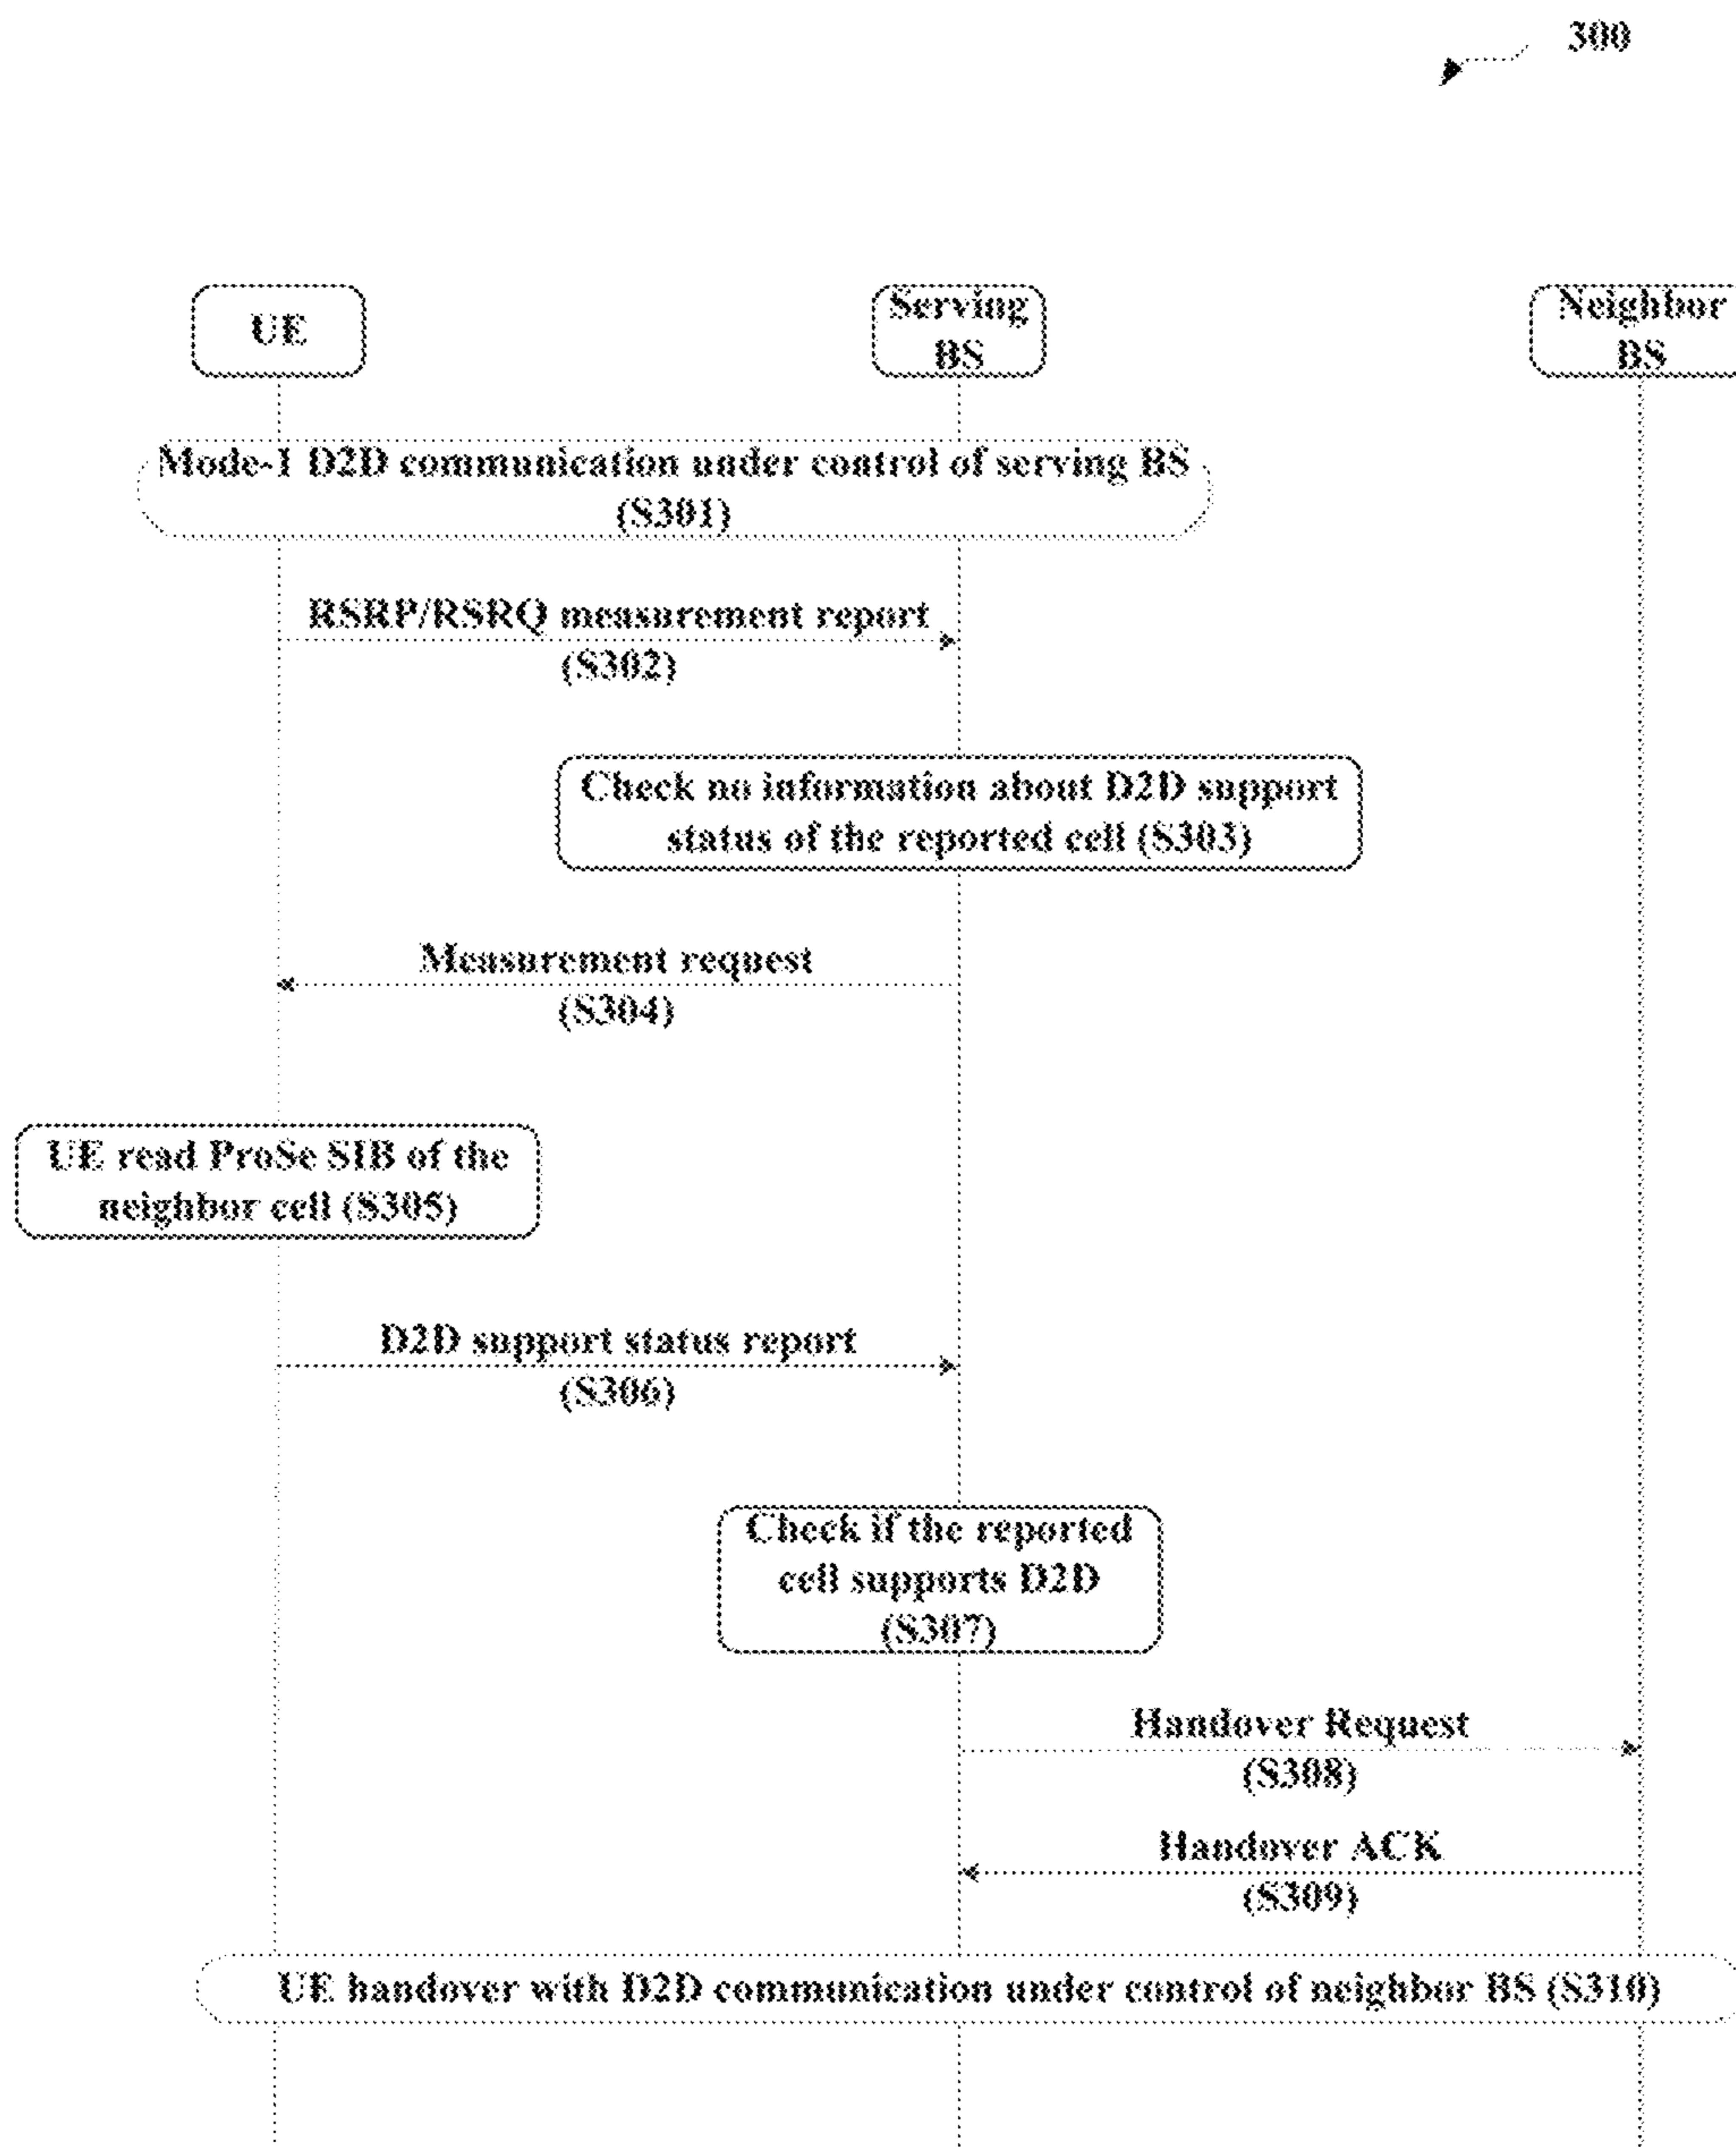 300
UE
Serving
BS
Neighbor
BS
Mode-1 D2D communication under control of serving BS
(S301)
RSRP/RSRQ measurement report
(S302)
Check no information about D2D support
status of the reported cell (S303)
Measurement request
(S304)
UE read ProSe SIB of the
neighbor cell (S305)
D2D support status report
(S306)
Check if the reported
cell supports D2D
(S307)
Handover Request
(S308)
Handover ACK
(S309)
UE handover with D2D communication under control of neighbor BS (S310)